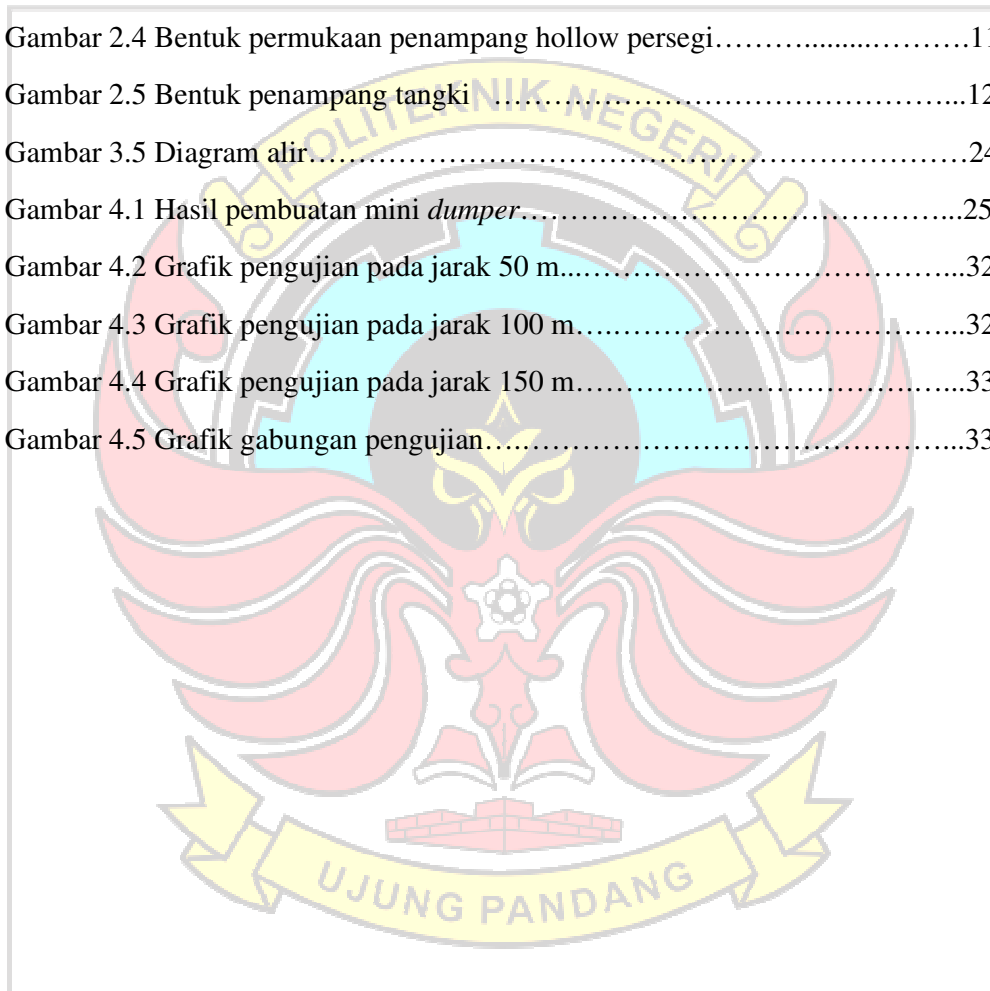 Gambar 2.4 Bentuk permukaan penampang hollow persegi……….........……….11
Gambar 2.5 Bentuk penampang tangki …………………………………………...12
Gambar 3.5 Diagram alir…………………………………………………………….24
Gambar 4.1 Hasil pembuatan mini dumper…………………………………...25
Gambar 4.2 Grafik pengujian pada jarak 50 m...………………………………...32
Gambar 4.3 Grafik pengujian pada jarak 100 m….……………………………...32
Gambar 4.4 Grafik pengujian pada jarak 150 m………………………………...33
Gambar 4.5 Grafik gabungan pengujian………………………………………...33
POLITEKNIK NEGERI
UJUNG PANDANG